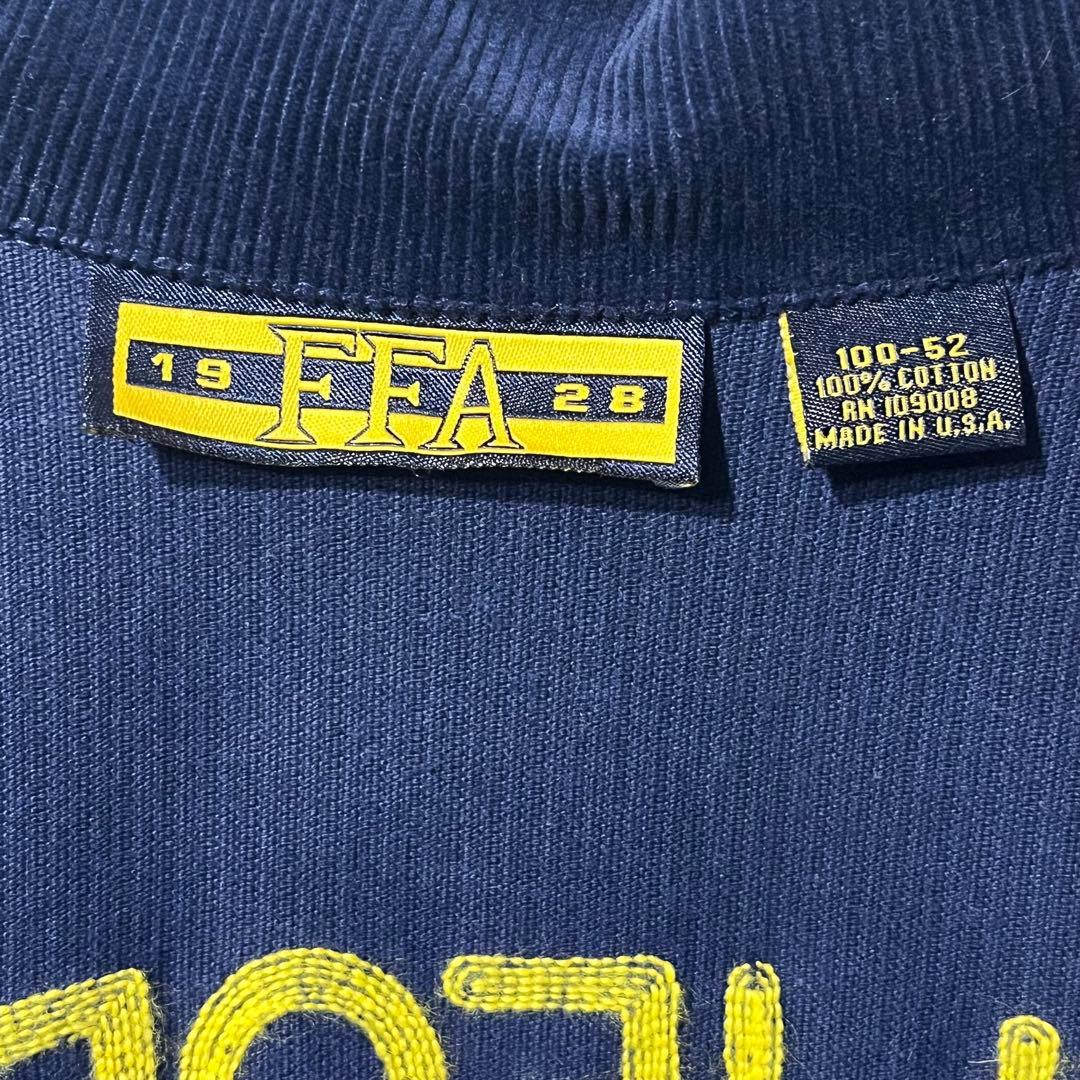 19 FFA 28
100-52
100% COTTON
RN 109008
MADE IN U.S.A.